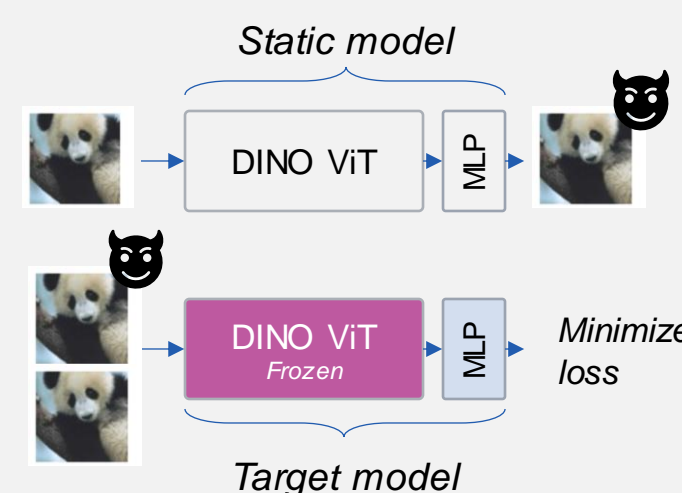 Static model
DINO ViT
MLP
DINO ViT
Frozen
MLP
Minimize
loss
Target model